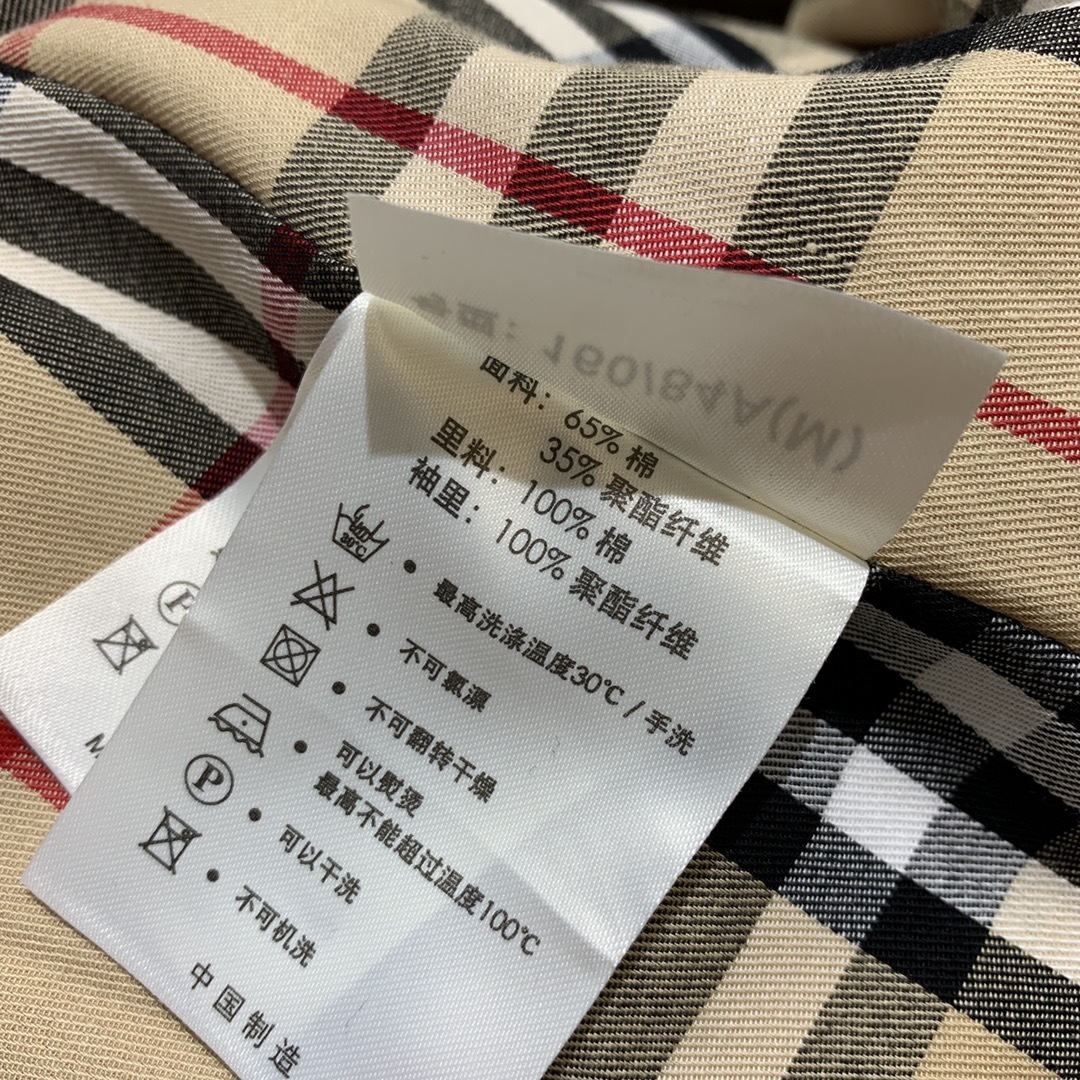 160/84A(M)
面料: 65% 棉
35% 聚酯纤维
里料: 100% 棉
袖里: 100% 聚酯纤维
30℃
最高洗涤温度30℃ / 手洗
不可氯漂
不可翻转干燥
可以熨烫
最高不能超过温度100℃
P
可以干洗
不可机洗
中国制造
P